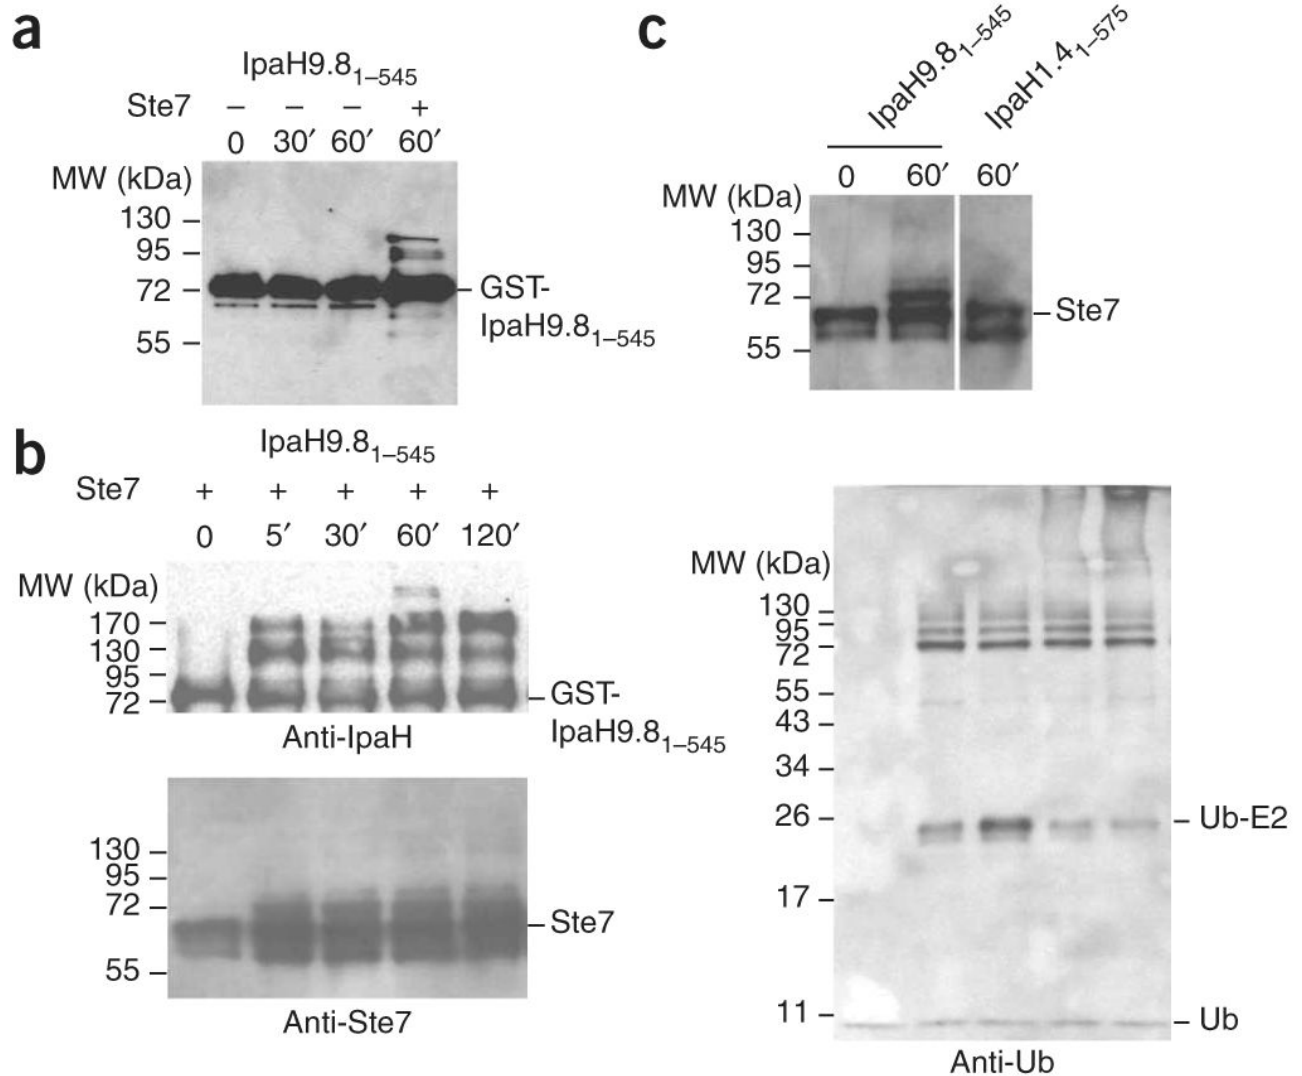 a
IpaH9.8₁₋₅₄₅
Ste7 – – – +
0 30′ 60′ 60′
MW (kDa)
130
95
72
55
GST-
IpaH9.8₁₋₅₄₅
b
IpaH9.8₁₋₅₄₅
Ste7 + + + + +
0 5′ 30′ 60′ 120′
MW (kDa)
170
130
95
72
GST-
IpaH9.8₁₋₅₄₅
Anti-IpaH
130
95
72
55
Ste7
Anti-Ste7
c
IpaH9.8₁₋₅₄₅
IpaH1.4₁₋₅₇₅
0 60′ 60′
MW (kDa)
130
95
72
55
Ste7
MW (kDa)
130
95
72
55
43
34
26
17
11
Ub-E2
Ub
Anti-Ub